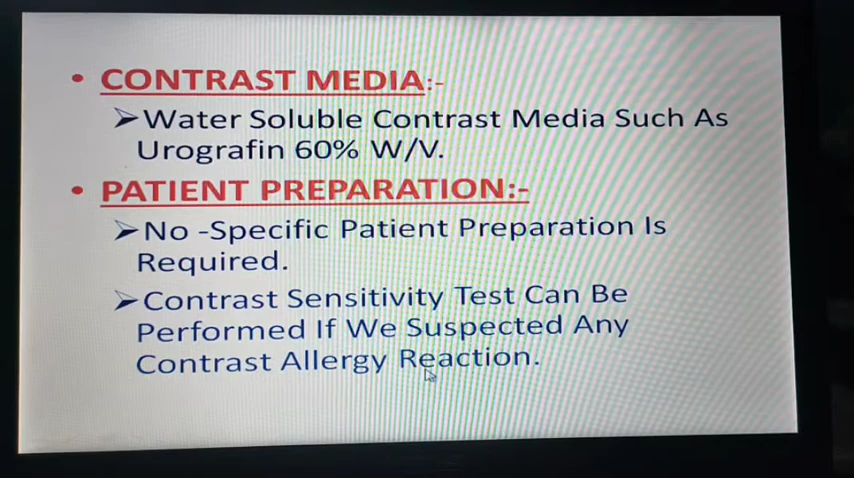 • CONTRAST MEDIA:-
➢Water Soluble Contrast Media Such As
Urografin 60% W/V.
• PATIENT PREPARATION:-
➢No -Specific Patient Preparation Is
Required.
➢Contrast Sensitivity Test Can Be
Performed If We Suspected Any
Contrast Allergy Reaction.